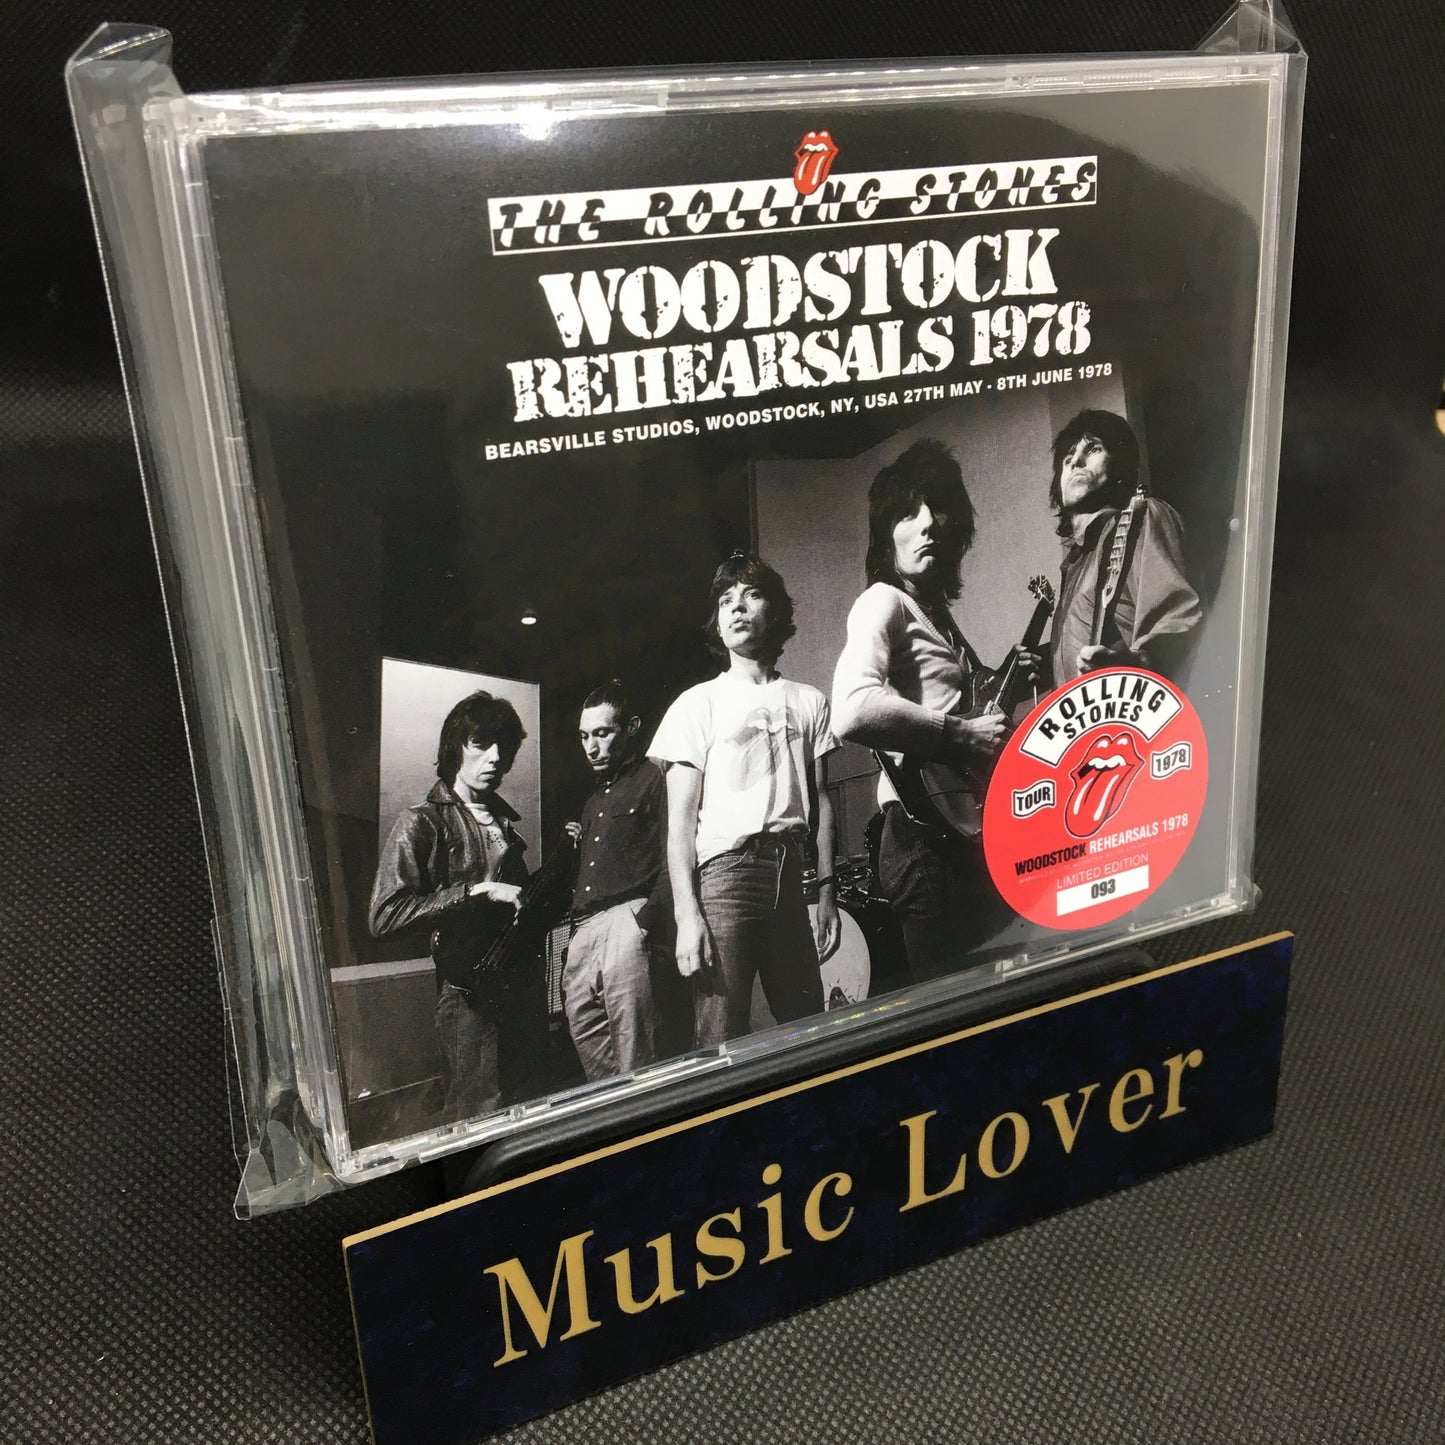 THE ROLLING STONES
WOODSTOCK
REHEARSALS 1978
BEARSVILLE STUDIOS, WOODSTOCK, NY, USA 27TH MAY - 8TH JUNE 1978
ROLLING
STONES
TOUR
1978
WOODSTOCK REHEARSALS 1978
LIMITED EDITION
093
Music Lover